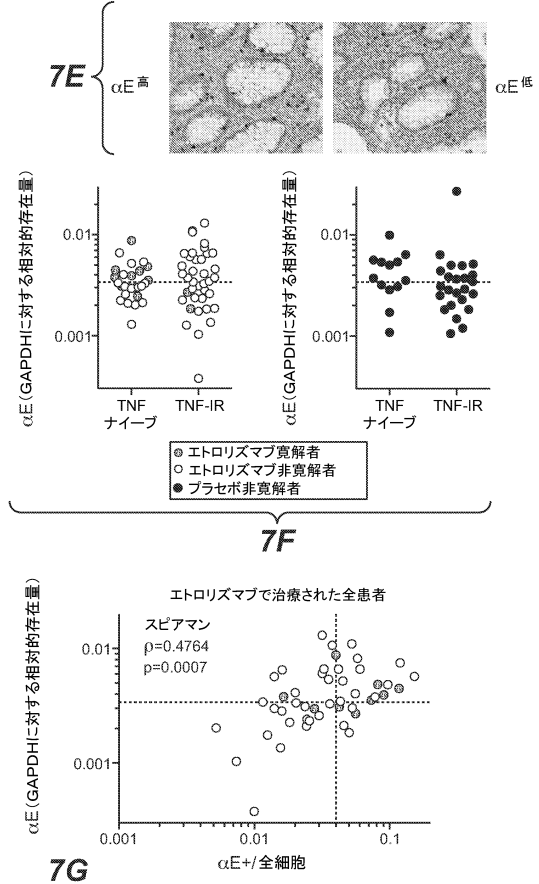 7E
αE高
αE低
αE(GAPDHに対する相対的存在量)
0.01
0.001
TNF
ナイーブ
TNF-IR
αE(GAPDHに対する相対的存在量)
0.01
0.001
TNF
ナイーブ
TNF-IR
エトロリズマブ寛解者
エトロリズマブ非寛解者
プラセボ非寛解者
7F
エトロリズマブで治療された全患者
スピアマン
ρ=0.4764
p=0.0007
αE(GAPDHに対する相対的存在量)
0.01
0.001
0.001
0.01
0.1
αE+/全細胞
7G